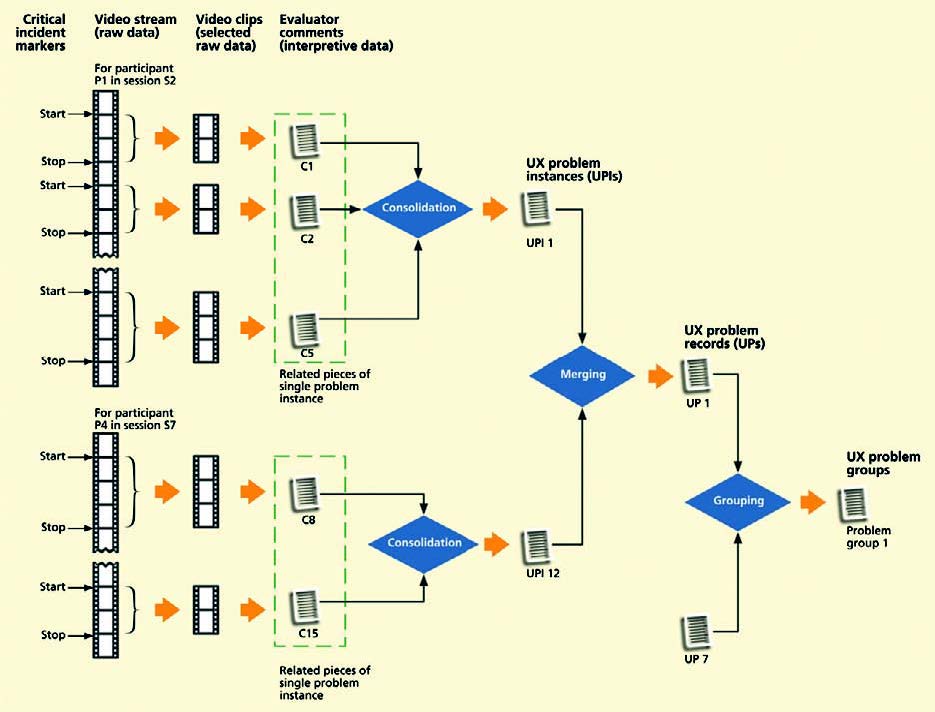 Critical
incident
markers
Video stream
(raw data)
Video clips
(selected
raw data)
Evaluator
comments
(interpretive data)
For participant
P1 in session S2
Start
Stop
Start
Stop
Start
Stop
C1
C2
C5
Related pieces of
single problem
instance
Consolidation
UX problem
instances (UPIs)
UPI 1
For participant
P4 in session S7
Start
Stop
Start
Stop
C8
C15
Related pieces of
single problem
instance
Consolidation
UPI 12
Merging
UX problem
records (UPs)
UP 1
UP 7
Grouping
UX problem
groups
Problem
group 1